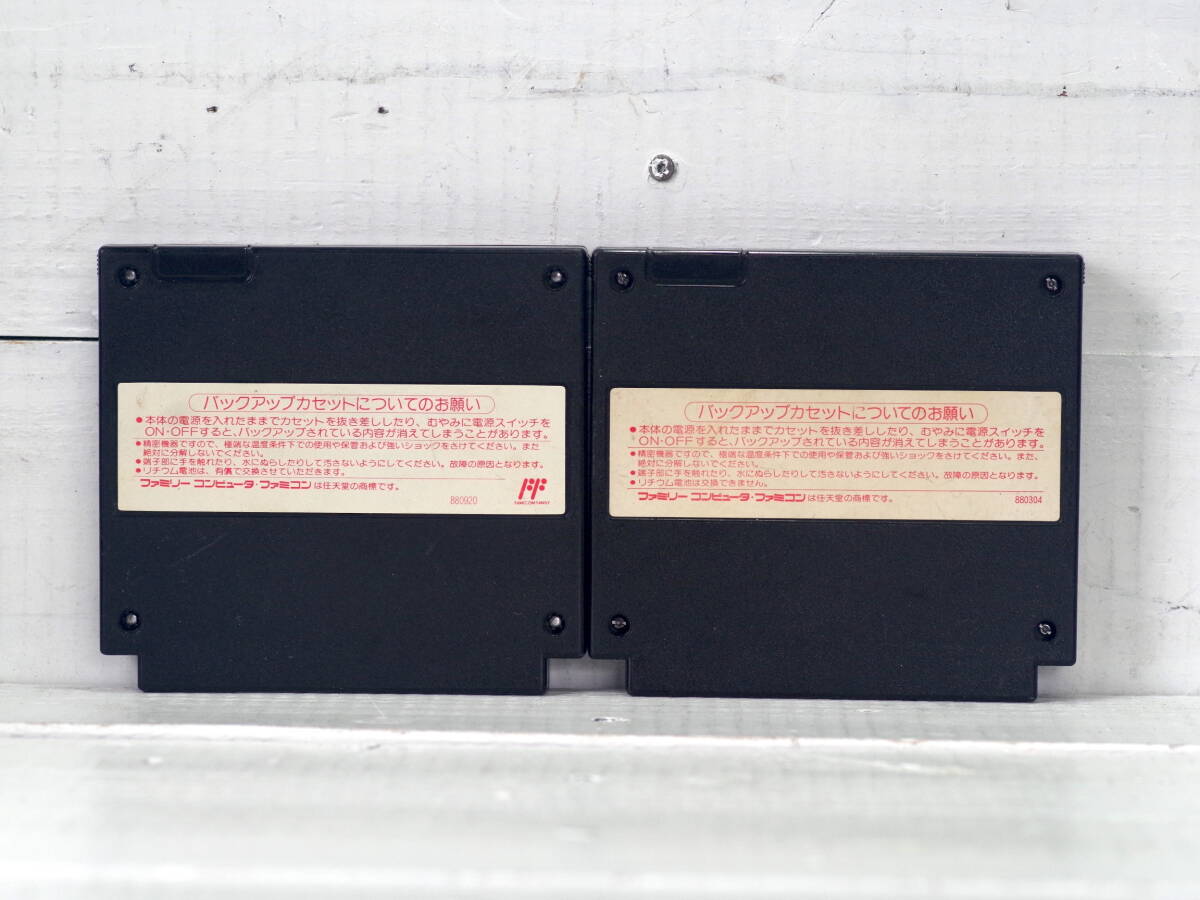 バックアップカセットについてのお願い
●本体の電源を入れたままでカセットを抜き差ししたり、むやみに電源スイッチを
ON・OFFすると、バックアップされている内容が消えてしまうことがあります。
●精密機器ですので、極端な温度条件下での使用や保管および強いショックをさけてください。また、
絶対に分解しないでください。
●端子部に手を触れたり、水にぬらしたりして汚さないようにしてください。故障の原因となります。
●リチウム電池は、有償で交換させていただきます。
ファミリー コンピュータ・ファミコンは任天堂の商標です。
880920
バックアップカセットについてのお願い
●本体の電源を入れたままでカセットを抜き差ししたり、むやみに電源スイッチを
ON・OFFすると、バックアップされている内容が消えてしまうことがあります。
●精密機器ですので、極端な温度条件下での使用や保管および強いショックをさけてください。また、
絶対に分解しないでください。
●端子部に手を触れたり、水にぬらしたりして汚さないようにしてください。故障の原因となります。
●リチウム電池は交換できません。
ファミリー コンピュータ・ファミコンは任天堂の商標です。
880304